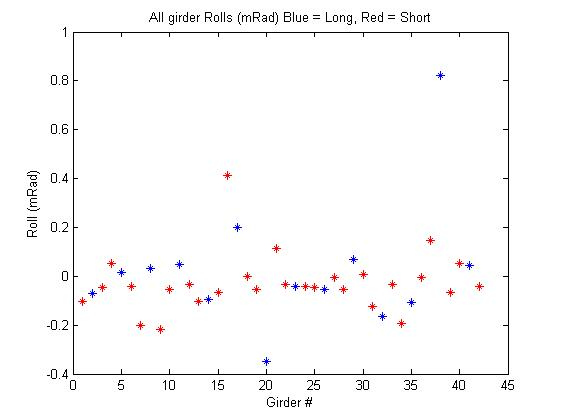 All girder Rolls (mRad) Blue = Long, Red = Short
1
0.8
0.6
0.4
0.2
0
-0.2
-0.4
Roll (mRad)
0 5 10 15 20 25 30 35 40 45
Girder #